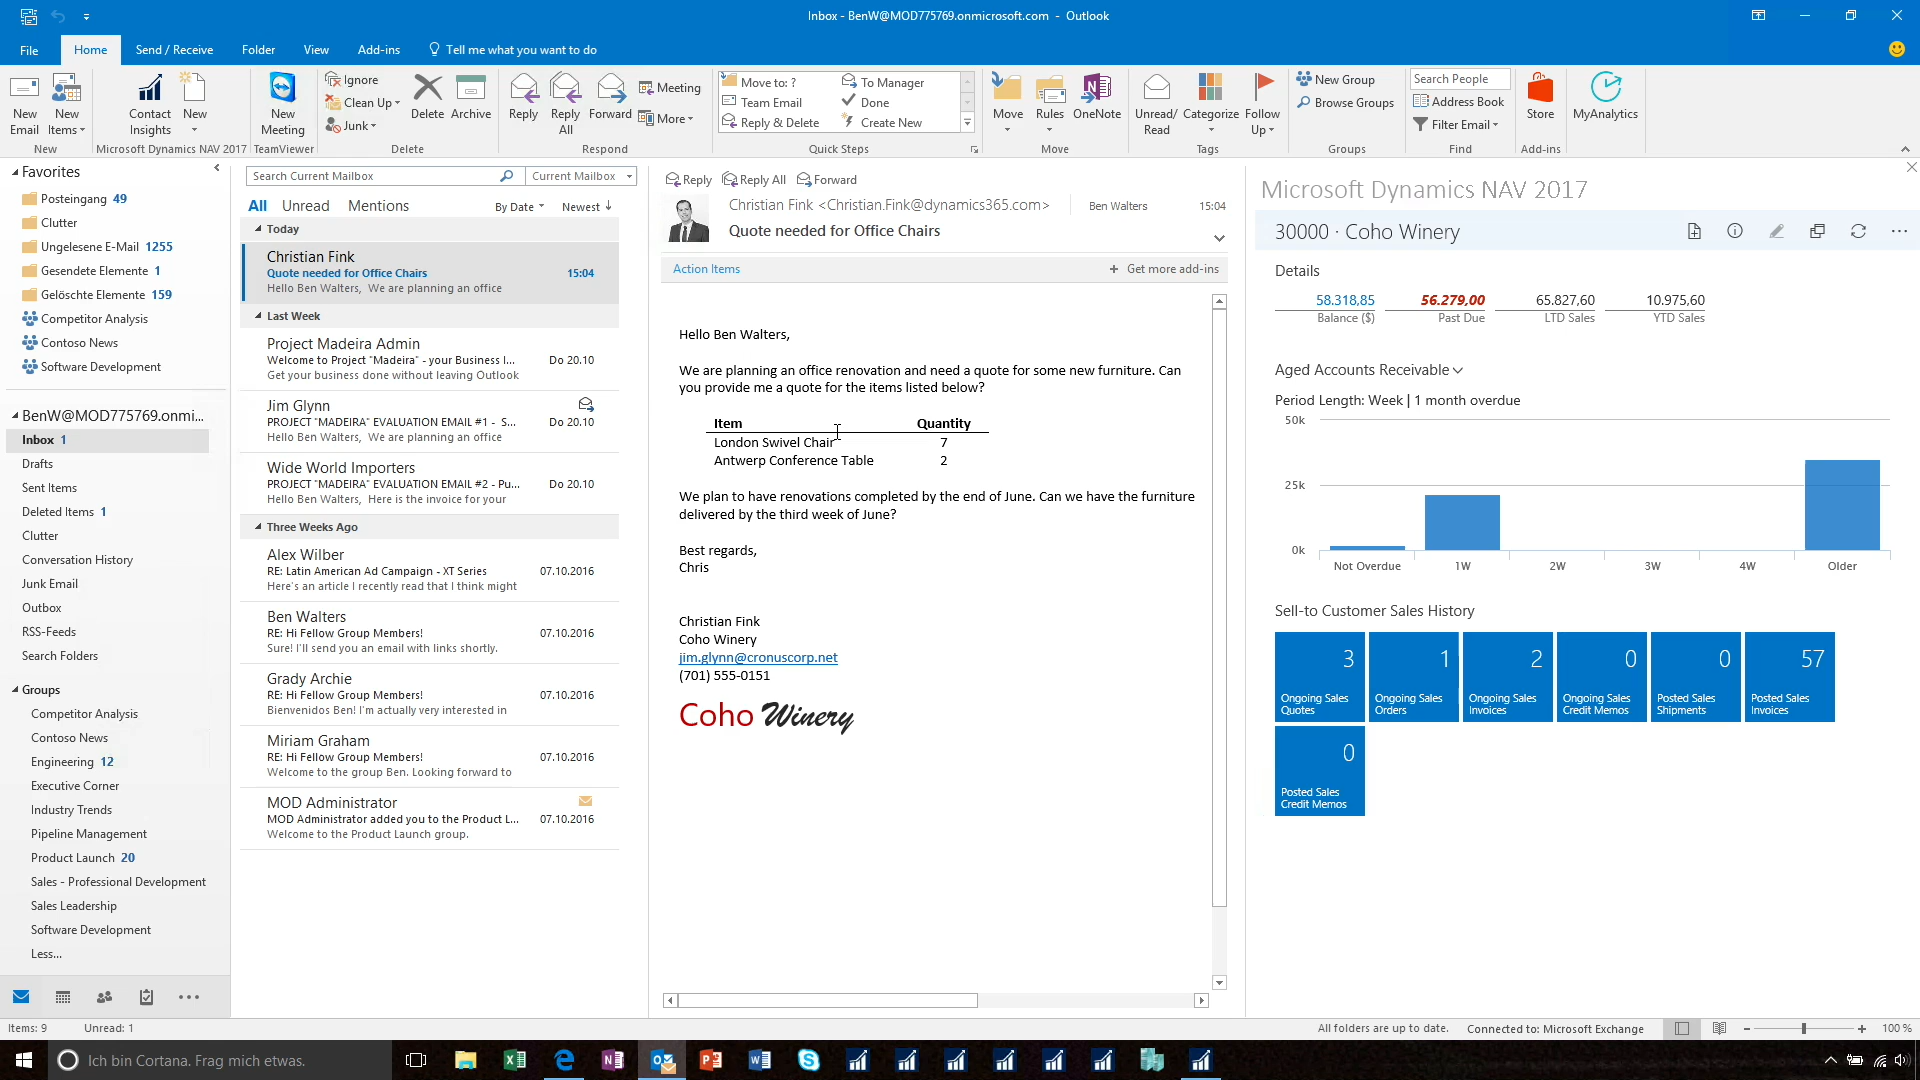 Inbox - BenW@MOD775769.onmicrosoft.com - Outlook
File Home Send / Receive Folder View Add-ins Tell me what you want to do
New Email
New Items
New
Contact Insights
New
Microsoft Dynamics NAV 2017
New Meeting
TeamViewer
Ignore
Clean Up
Junk
Delete
Archive
Delete
Reply
Reply All
Forward
Meeting
More
Respond
Move to: ?
Team Email
Reply & Delete
To Manager
Done
Create New
Quick Steps
Move
Rules
OneNote
Move
Unread/ Read
Categorize
Follow Up
Tags
New Group
Browse Groups
Groups
Search People
Address Book
Filter Email
Find
Store
Add-ins
MyAnalytics
Favorites
Posteingang 49
Clutter
Ungelesene E-Mail 1255
Gesendete Elemente 1
Gelöschte Elemente 159
Competitor Analysis
Contoso News
Software Development
BenW@MOD775769.onmi...
Inbox 1
Drafts
Sent Items
Deleted Items 1
Clutter
Conversation History
Junk Email
Outbox
RSS-Feeds
Search Folders
Groups
Competitor Analysis
Contoso News
Engineering 12
Executive Corner
Industry Trends
Pipeline Management
Product Launch 20
Sales - Professional Development
Sales Leadership
Software Development
Less...
Search Current Mailbox Current Mailbox
All Unread Mentions By Date Newest
Today
Christian Fink
Quote needed for Office Chairs 15:04
Hello Ben Walters, We are planning an office
Last Week
Project Madeira Admin
Welcome to Project "Madeira" - your Business I... Do 20.10
Get your business done without leaving Outlook
Jim Glynn
PROJECT "MADEIRA" EVALUATION EMAIL #1 - S... Do 20.10
Hello Ben Walters, We are planning an office
Wide World Importers
PROJECT "MADEIRA" EVALUATION EMAIL #2 - Pu... Do 20.10
Hello Ben Walters, Here is the invoice for your
Three Weeks Ago
Alex Wilber
RE: Latin American Ad Campaign - XT Series 07.10.2016
Here's an article I recently read that I think might
Ben Walters
RE: Hi Fellow Group Members! 07.10.2016
Sure! I'll send you an email with links shortly.
Grady Archie
RE: Hi Fellow Group Members! 07.10.2016
Bienvenidos Ben! I'm actually very interested in
Miriam Graham
RE: Hi Fellow Group Members! 07.10.2016
Welcome to the group Ben. Looking forward to
MOD Administrator
MOD Administrator added you to the Product L... 07.10.2016
Welcome to the Product Launch group.
Reply Reply All Forward
Christian Fink <Christian.Fink@dynamics365.com> Ben Walters 15:04
Quote needed for Office Chairs
Action Items + Get more add-ins
Hello Ben Walters,
We are planning an office renovation and need a quote for some new furniture. Can
you provide me a quote for the items listed below?
Item Quantity
London Swivel Chair 7
Antwerp Conference Table 2
We plan to have renovations completed by the end of June. Can we have the furniture
delivered by the third week of June?
Best regards,
Chris
Christian Fink
Coho Winery
jim.glynn@cronuscorp.net
(701) 555-0151
Coho Winery
Microsoft Dynamics NAV 2017
30000 · Coho Winery
Details
58.318,85 56.279,00 65.827,60 10.975,60
Balance ($) Past Due LTD Sales YTD Sales
Aged Accounts Receivable
Period Length: Week | 1 month overdue
50k
25k
0k
Not Overdue 1W 2W 3W 4W Older
Sell-to Customer Sales History
3 Ongoing Sales Quotes
1 Ongoing Sales Orders
2 Ongoing Sales Invoices
0 Ongoing Sales Credit Memos
0 Posted Sales Shipments
57 Posted Sales Invoices
0 Posted Sales Credit Memos
Items: 9 Unread: 1 All folders are up to date. Connected to: Microsoft Exchange 100 %
Ich bin Cortana. Frag mich etwas.